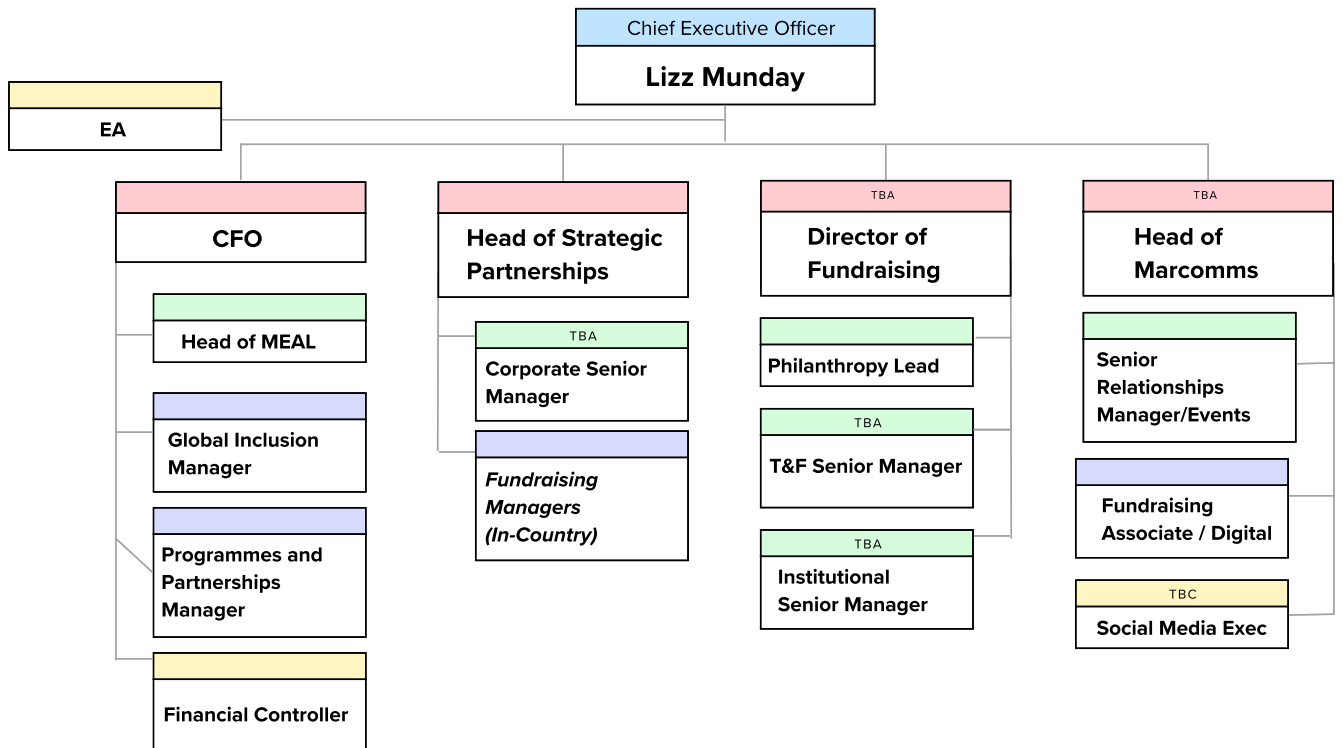 Chief Executive Officer
Lizz Munday
EA
CFO
Head of MEAL
Global Inclusion
Manager
Programmes and
Partnerships
Manager
Financial Controller
Head of Strategic
Partnerships
TBA
Corporate Senior
Manager
Fundraising
Managers
(In-Country)
TBA
Director of
Fundraising
Philanthropy Lead
TBA
T&F Senior Manager
TBA
Institutional
Senior Manager
TBA
Head of
Marcomms
Senior
Relationships
Manager/Events
Fundraising
Associate / Digital
TBC
Social Media Exec